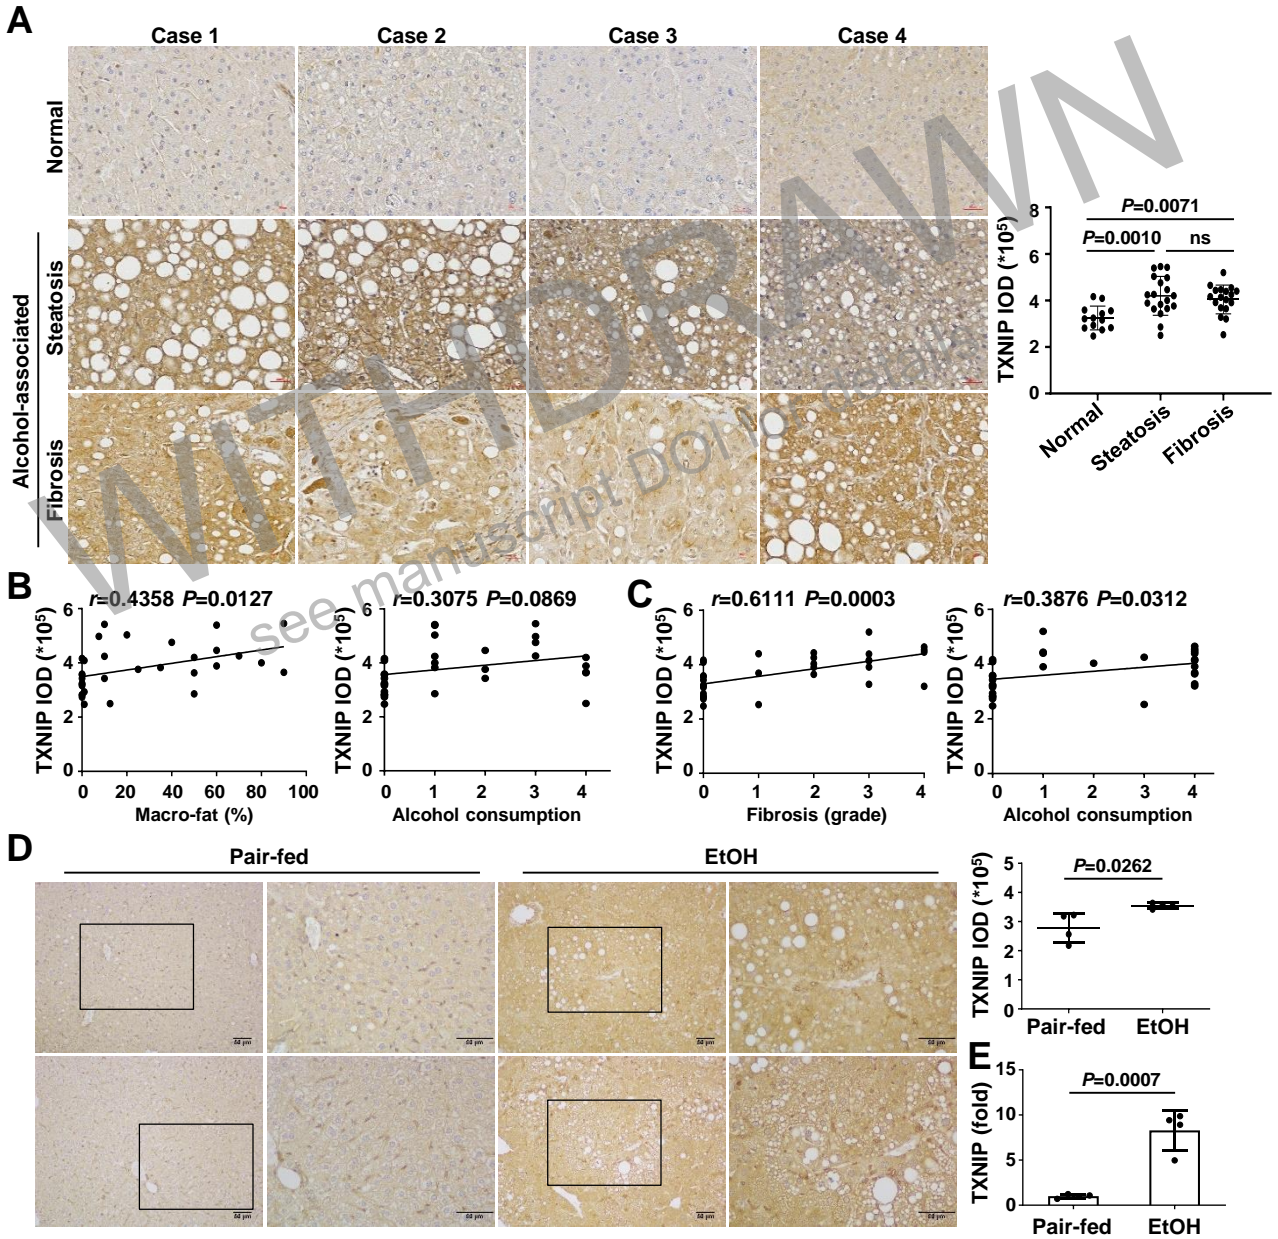 A
Case 1 Case 2 Case 3 Case 4
Normal
Alcohol-associated
Steatosis
Fibrosis
TXNIP IOD (*10⁵)
8
6
4
2
0
P=0.0071
P=0.0010 ns
Normal Steatosis Fibrosis
WITHDRAWN
see manuscript DOI for details
B
r=0.4358 P=0.0127
TXNIP IOD (*10⁵)
6
4
2
0
0 20 40 60 80 100
Macro-fat (%)
r=0.3075 P=0.0869
TXNIP IOD (*10⁵)
6
4
2
0
0 1 2 3 4
Alcohol consumption
C
r=0.6111 P=0.0003
TXNIP IOD (*10⁵)
6
4
2
0
0 1 2 3 4
Fibrosis (grade)
r=0.3876 P=0.0312
TXNIP IOD (*10⁵)
6
4
2
0
0 1 2 3 4
Alcohol consumption
D
Pair-fed EtOH
TXNIP IOD (*10⁵)
5
4
3
2
1
0
P=0.0262
Pair-fed EtOH
E
TXNIP (fold)
15
10
5
0
P=0.0007
Pair-fed EtOH